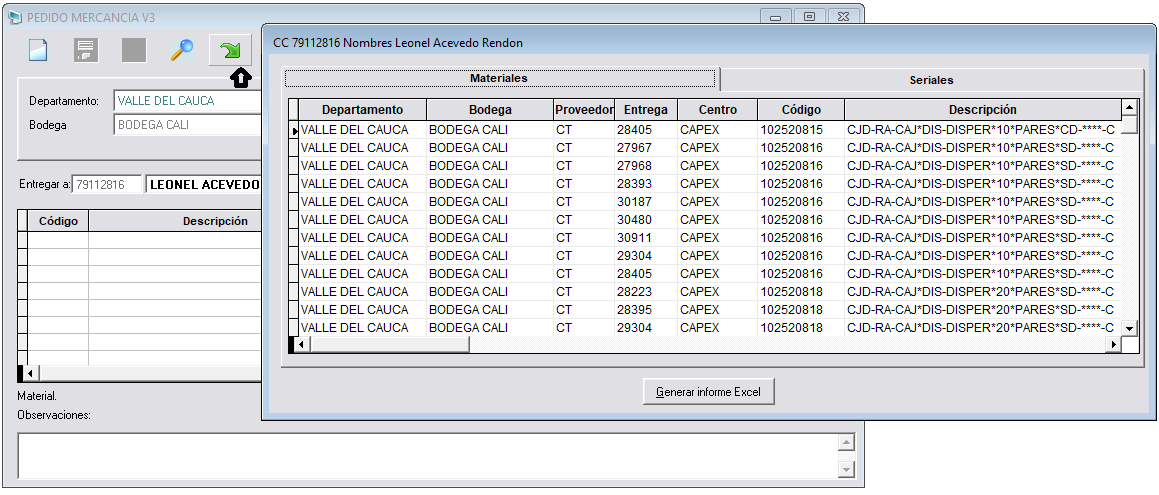 PEDIDO MERCANCIA V3
Departamento: VALLE DEL CAUCA
Bodega BODEGA CALI
Entregar a: 79112816 LEONEL ACEVEDO
Código Descripción
Material.
Observaciones:
CC 79112816 Nombres Leonel Acevedo Rendon
Materiales Seriales
Departamento Bodega Proveedor Entrega Centro Código Descripción
VALLE DEL CAUCA BODEGA CALI CT 28405 CAPEX 102520815 CJD-RA-CAJ*DIS-DISPER*10*PARES*CD-****-C
VALLE DEL CAUCA BODEGA CALI CT 27967 CAPEX 102520816 CJD-RA-CAJ*DIS-DISPER*10*PARES*SD-****-C
VALLE DEL CAUCA BODEGA CALI CT 27968 CAPEX 102520816 CJD-RA-CAJ*DIS-DISPER*10*PARES*SD-****-C
VALLE DEL CAUCA BODEGA CALI CT 28393 CAPEX 102520816 CJD-RA-CAJ*DIS-DISPER*10*PARES*SD-****-C
VALLE DEL CAUCA BODEGA CALI CT 30187 CAPEX 102520816 CJD-RA-CAJ*DIS-DISPER*10*PARES*SD-****-C
VALLE DEL CAUCA BODEGA CALI CT 30480 CAPEX 102520816 CJD-RA-CAJ*DIS-DISPER*10*PARES*SD-****-C
VALLE DEL CAUCA BODEGA CALI CT 30911 CAPEX 102520816 CJD-RA-CAJ*DIS-DISPER*10*PARES*SD-****-C
VALLE DEL CAUCA BODEGA CALI CT 29304 CAPEX 102520816 CJD-RA-CAJ*DIS-DISPER*10*PARES*SD-****-C
VALLE DEL CAUCA BODEGA CALI CT 28405 CAPEX 102520816 CJD-RA-CAJ*DIS-DISPER*10*PARES*SD-****-C
VALLE DEL CAUCA BODEGA CALI CT 28223 CAPEX 102520818 CJD-RA-CAJ*DIS-DISPER*20*PARES*SD-****-C
VALLE DEL CAUCA BODEGA CALI CT 28395 CAPEX 102520818 CJD-RA-CAJ*DIS-DISPER*20*PARES*SD-****-C
VALLE DEL CAUCA BODEGA CALI CT 29304 CAPEX 102520818 CJD-RA-CAJ*DIS-DISPER*20*PARES*SD-****-C
Generar informe Excel